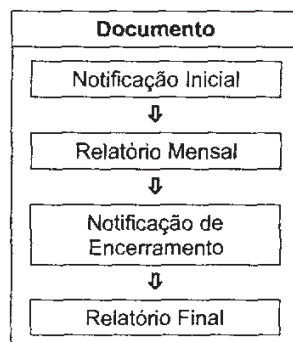 Documento
Notificação Inicial
Relatório Mensal
Notificação de
Encerramento
Relatório Final